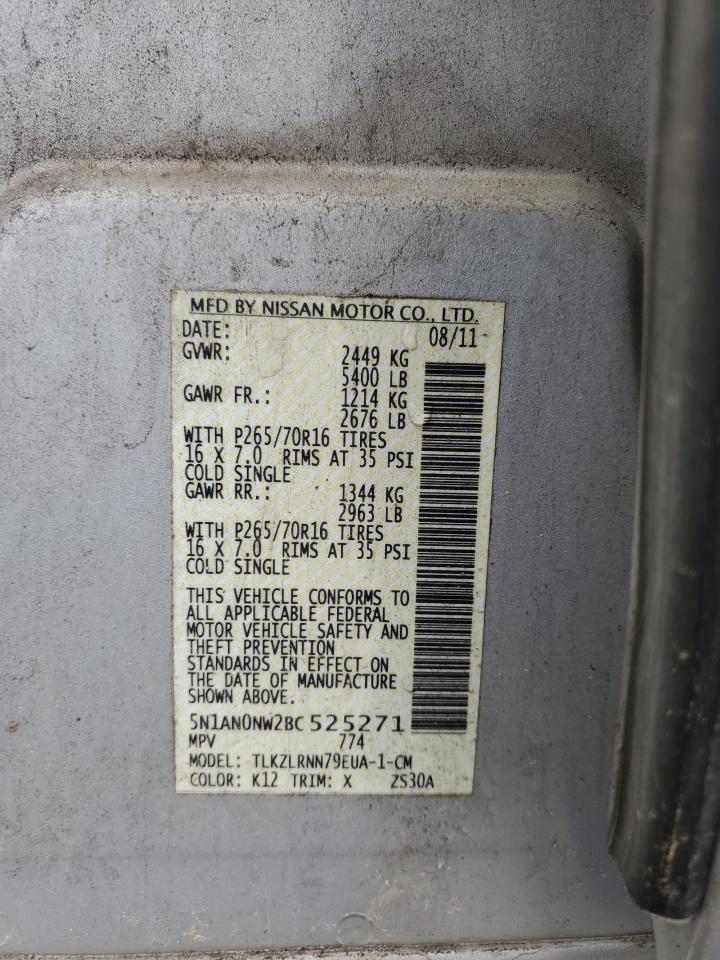 MFD BY NISSAN MOTOR CO., LTD.
DATE: 08/11
GVWR: 2449 KG
5400 LB
GAWR FR.: 1214 KG
2676 LB
WITH P265/70R16 TIRES
16 X 7.0 RIMS AT 35 PSI
COLD SINGLE
GAWR RR.: 1344 KG
2963 LB
WITH P265/70R16 TIRES
16 X 7.0 RIMS AT 35 PSI
COLD SINGLE
THIS VEHICLE CONFORMS TO
ALL APPLICABLE FEDERAL
MOTOR VEHICLE SAFETY AND
THEFT PREVENTION
STANDARDS IN EFFECT ON
THE DATE OF MANUFACTURE
SHOWN ABOVE.
5N1AN0NW2BC525271
MPV 774
MODEL: TLKZLRNN79EUA-1-CM
COLOR: K12 TRIM: X ZS30A